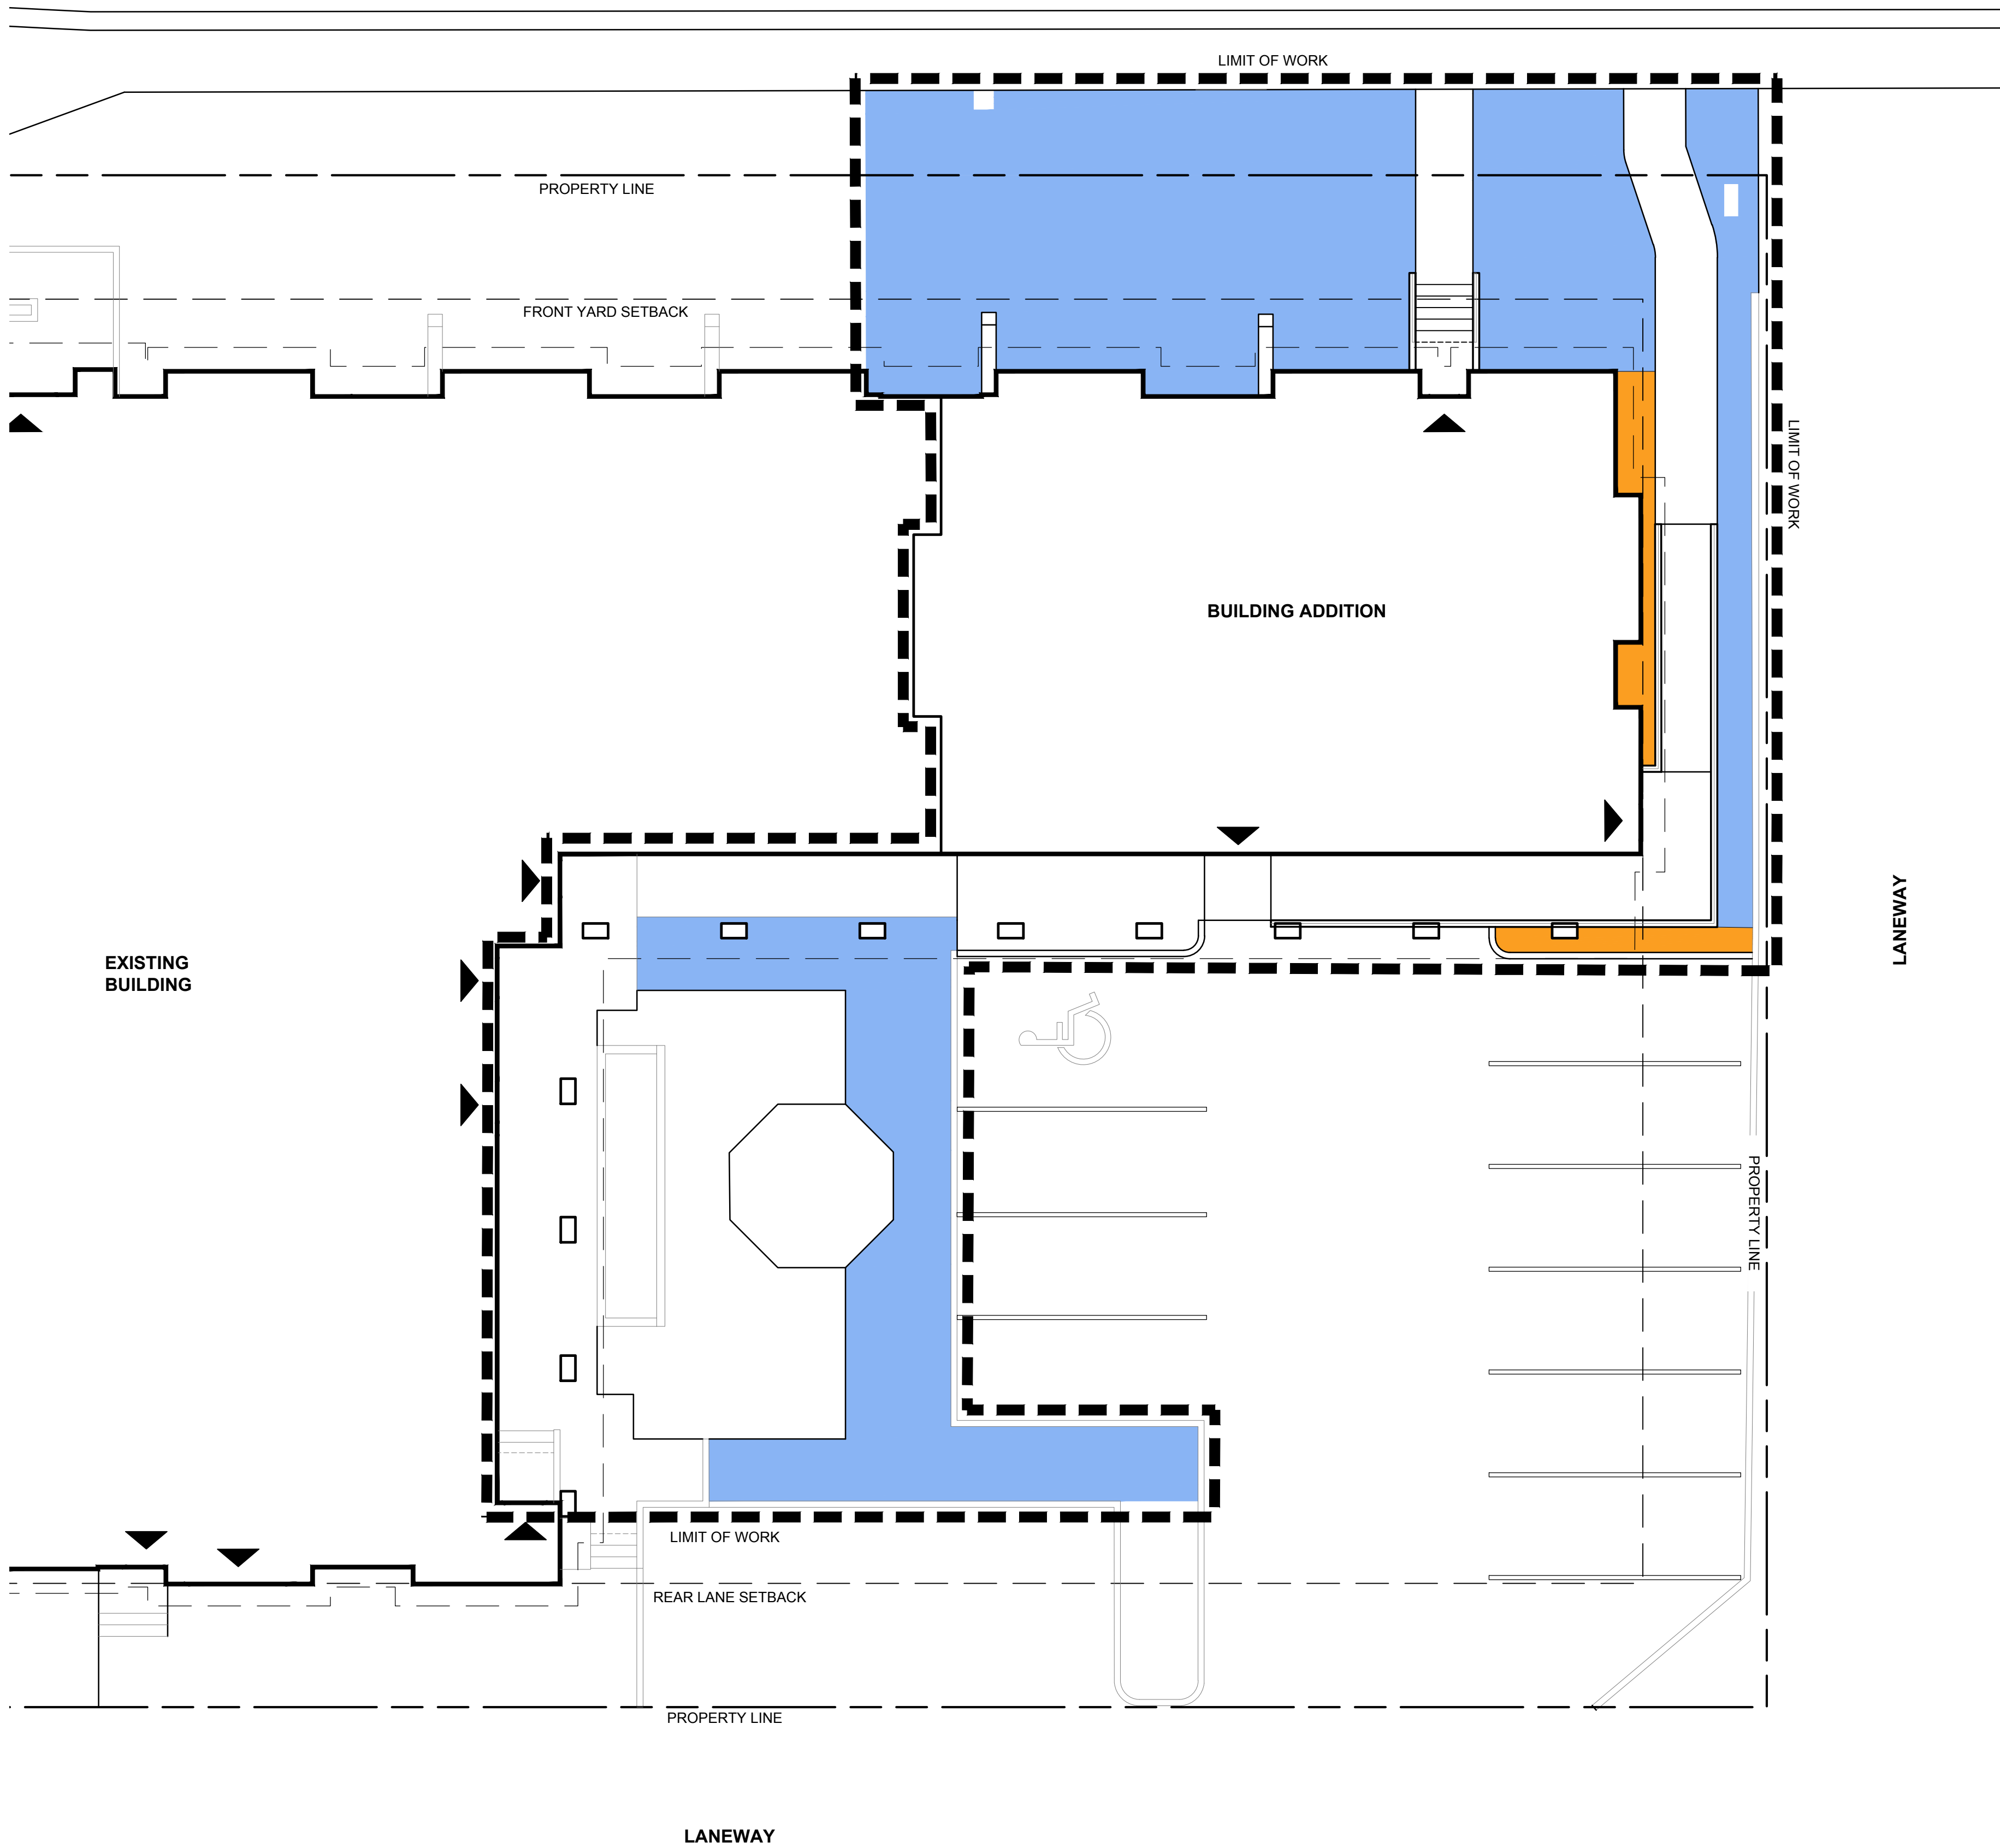 LIMIT OF WORK
PROPERTY LINE
FRONT YARD SETBACK
LIMIT OF WORK
BUILDING ADDITION
LANEWAY
EXISTING
BUILDING
PROPERTY LINE
LIMIT OF WORK
REAR LANE SETBACK
PROPERTY LINE
LANEWAY